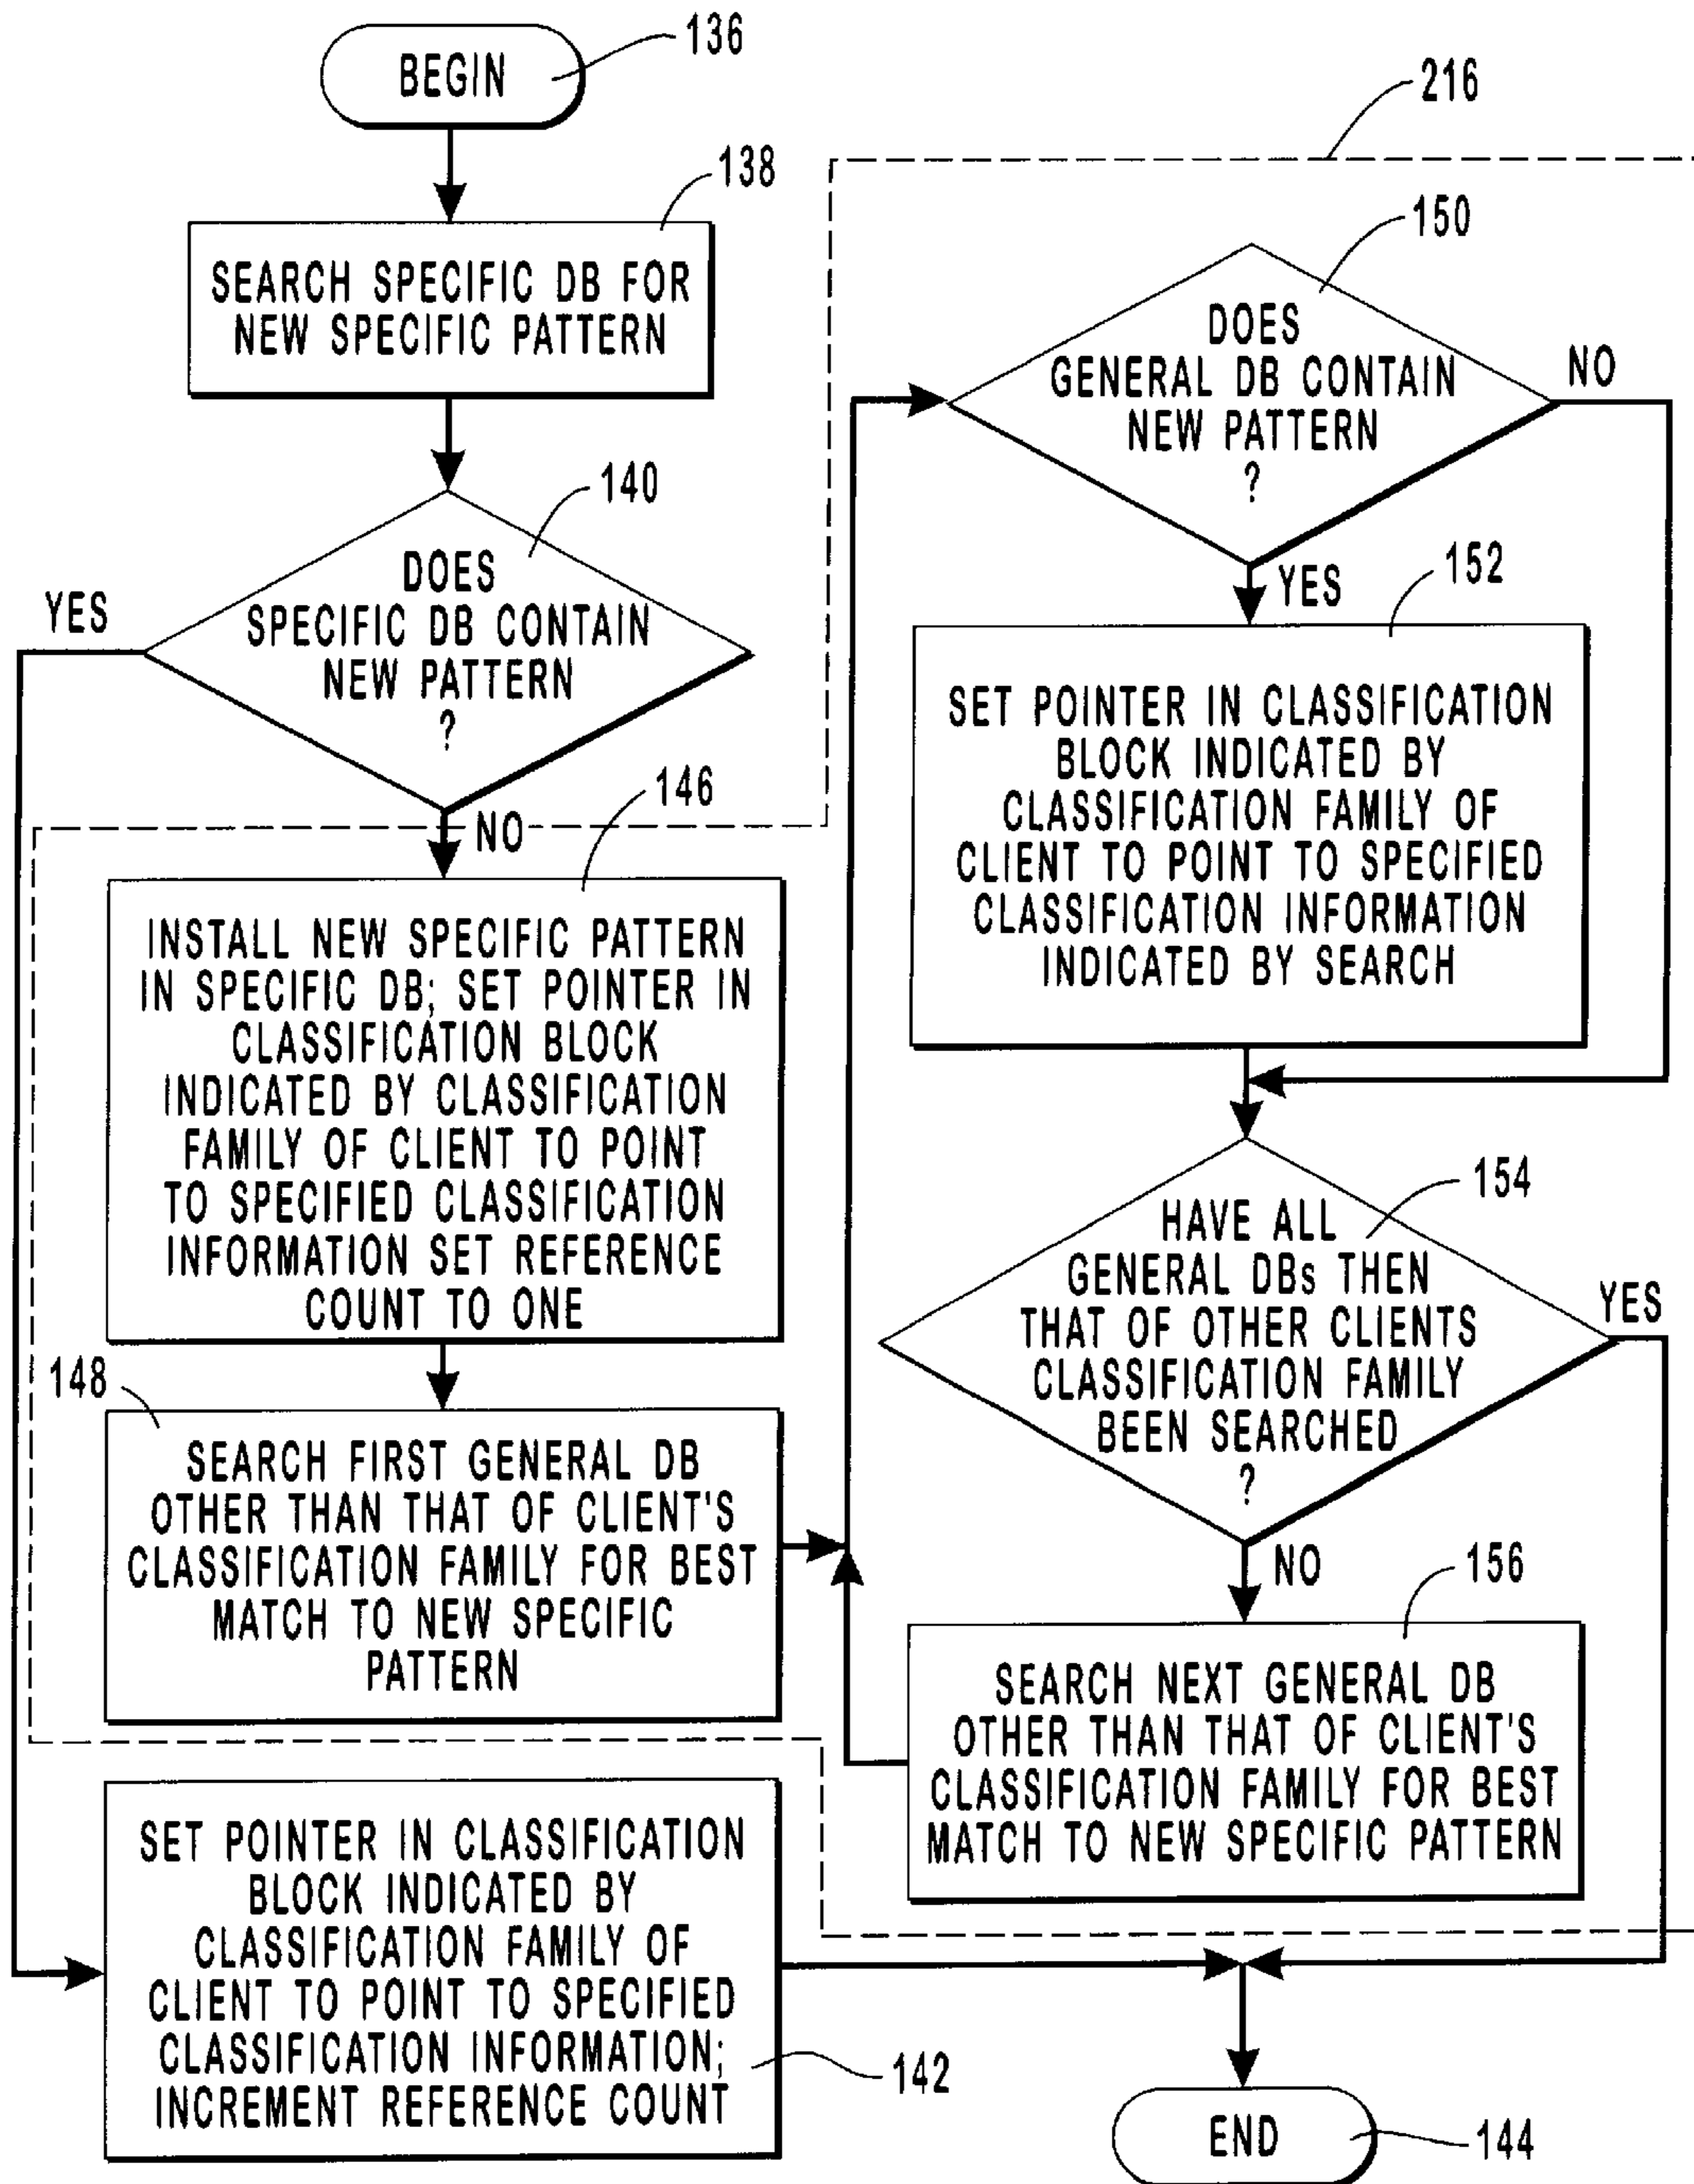 BEGIN
136
138
SEARCH SPECIFIC DB FOR
NEW SPECIFIC PATTERN
140
DOES
SPECIFIC DB CONTAIN
NEW PATTERN
?
YES
NO
146
INSTALL NEW SPECIFIC PATTERN
IN SPECIFIC DB; SET POINTER IN
CLASSIFICATION BLOCK
INDICATED BY CLASSIFICATION
FAMILY OF CLIENT TO POINT
TO SPECIFIED CLASSIFICATION
INFORMATION SET REFERENCE
COUNT TO ONE
148
SEARCH FIRST GENERAL DB
OTHER THAN THAT OF CLIENT'S
CLASSIFICATION FAMILY FOR BEST
MATCH TO NEW SPECIFIC
PATTERN
SET POINTER IN CLASSIFICATION
BLOCK INDICATED BY
CLASSIFICATION FAMILY OF
CLIENT TO POINT TO SPECIFIED
CLASSIFICATION INFORMATION;
INCREMENT REFERENCE COUNT
142
216
150
DOES
GENERAL DB CONTAIN
NEW PATTERN
?
NO
YES
152
SET POINTER IN CLASSIFICATION
BLOCK INDICATED BY
CLASSIFICATION FAMILY OF
CLIENT TO POINT TO SPECIFIED
CLASSIFICATION INFORMATION
INDICATED BY SEARCH
154
HAVE ALL
GENERAL DBs THEN
THAT OF OTHER CLIENTS
CLASSIFICATION FAMILY
BEEN SEARCHED
?
YES
NO
156
SEARCH NEXT GENERAL DB
OTHER THAN THAT OF CLIENT'S
CLASSIFICATION FAMILY FOR BEST
MATCH TO NEW SPECIFIC PATTERN
END
144